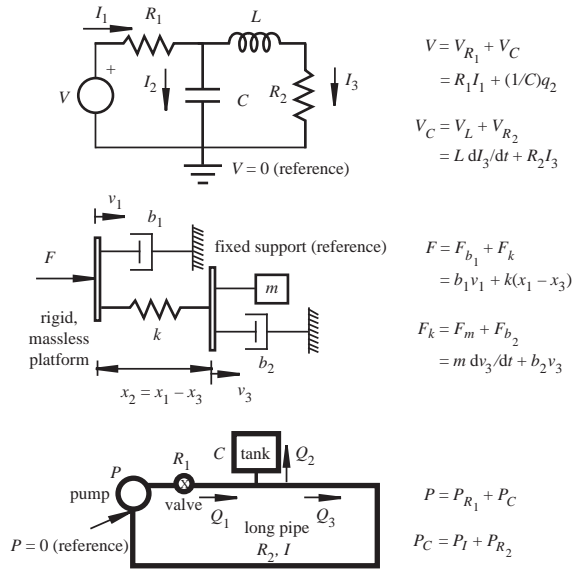 I1 R1 L
V + I2 C R2 I3
V = 0 (reference)
V = VR1 + VC
= R1I1 + (1/C)q2
VC = VL + VR2
= L dI3/dt + R2I3
v1
b1
F
fixed support (reference)
m
rigid,
massless
platform
k
b2
x2 = x1 − x3
v3
F = Fb1 + Fk
= b1v1 + k(x1 − x3)
Fk = Fm + Fb2
= m dv3/dt + b2v3
P
pump
R1
X
valve
C tank Q2
Q1 Q3
long pipe
R2, I
P = 0 (reference)
P = PR1 + PC
PC = PI + PR2